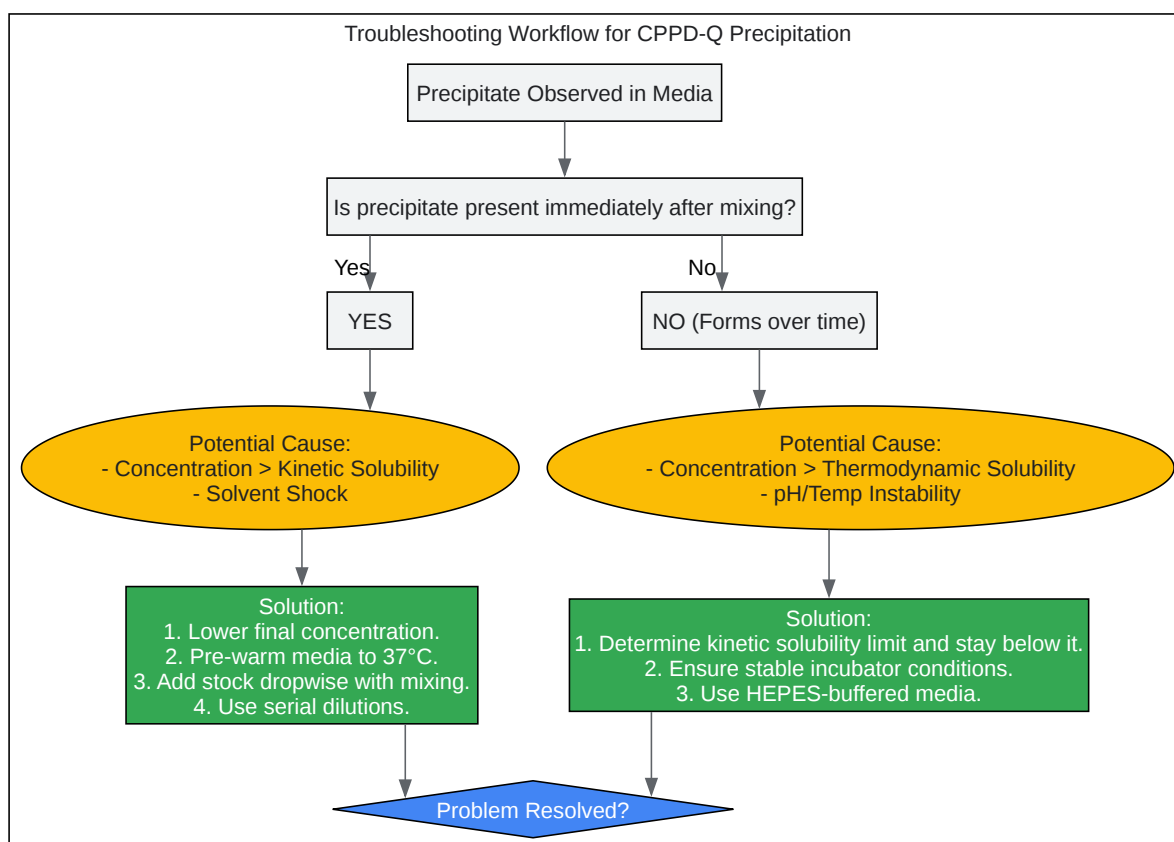 Troubleshooting Workflow for CPPD-Q Precipitation
Precipitate Observed in Media
Is precipitate present immediately after mixing?
Yes
No
YES
NO (Forms over time)
Potential Cause:
- Concentration > Kinetic Solubility
- Solvent Shock
Potential Cause:
- Concentration > Thermodynamic Solubility
- pH/Temp Instability
Solution:
1. Lower final concentration.
2. Pre-warm media to 37°C.
3. Add stock dropwise with mixing.
4. Use serial dilutions.
Solution:
1. Determine kinetic solubility limit and stay below it.
2. Ensure stable incubator conditions.
3. Use HEPES-buffered media.
Problem Resolved?